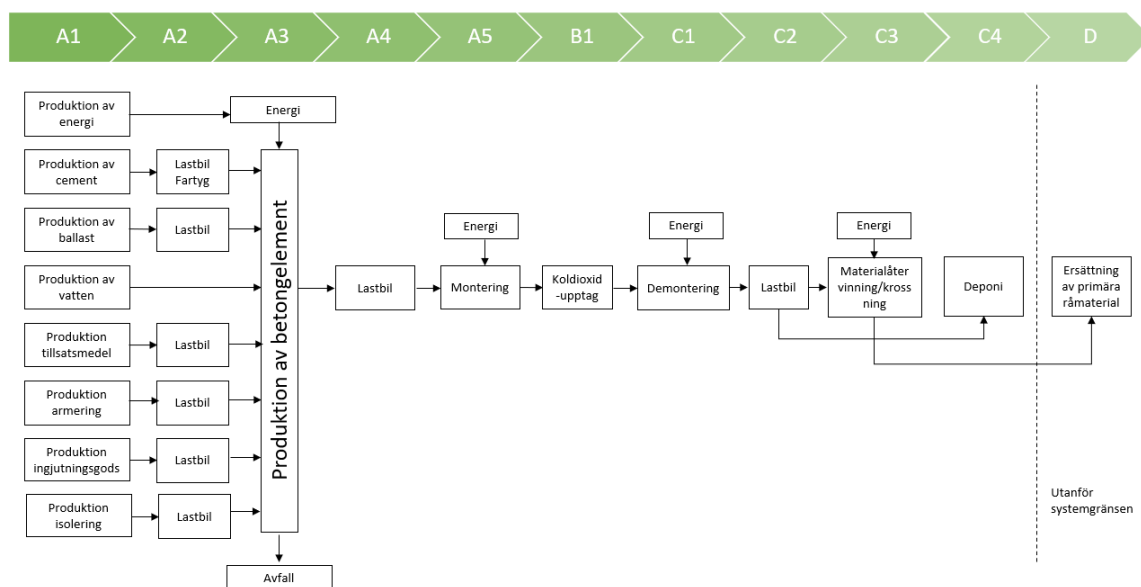 A1
A2
A3
A4
A5
B1
C1
C2
C3
C4
D
Produktion av
energi
Energi
Produktion av
cement
Lastbil
Fartyg
Produktion av
ballast
Lastbil
Produktion av
vatten
Produktion
tillsatsmedel
Lastbil
Produktion
armering
Lastbil
Produktion
ingjutningsgods
Lastbil
Produktion
isolering
Lastbil
Produktion av betongelement
Avfall
Lastbil
Energi
Montering
Koldioxid
-upptag
Energi
Demontering
Lastbil
Energi
Materialåter
vinning/kross
ning
Deponi
Ersättning
av primära
råmaterial
Utanför
systemgränsen